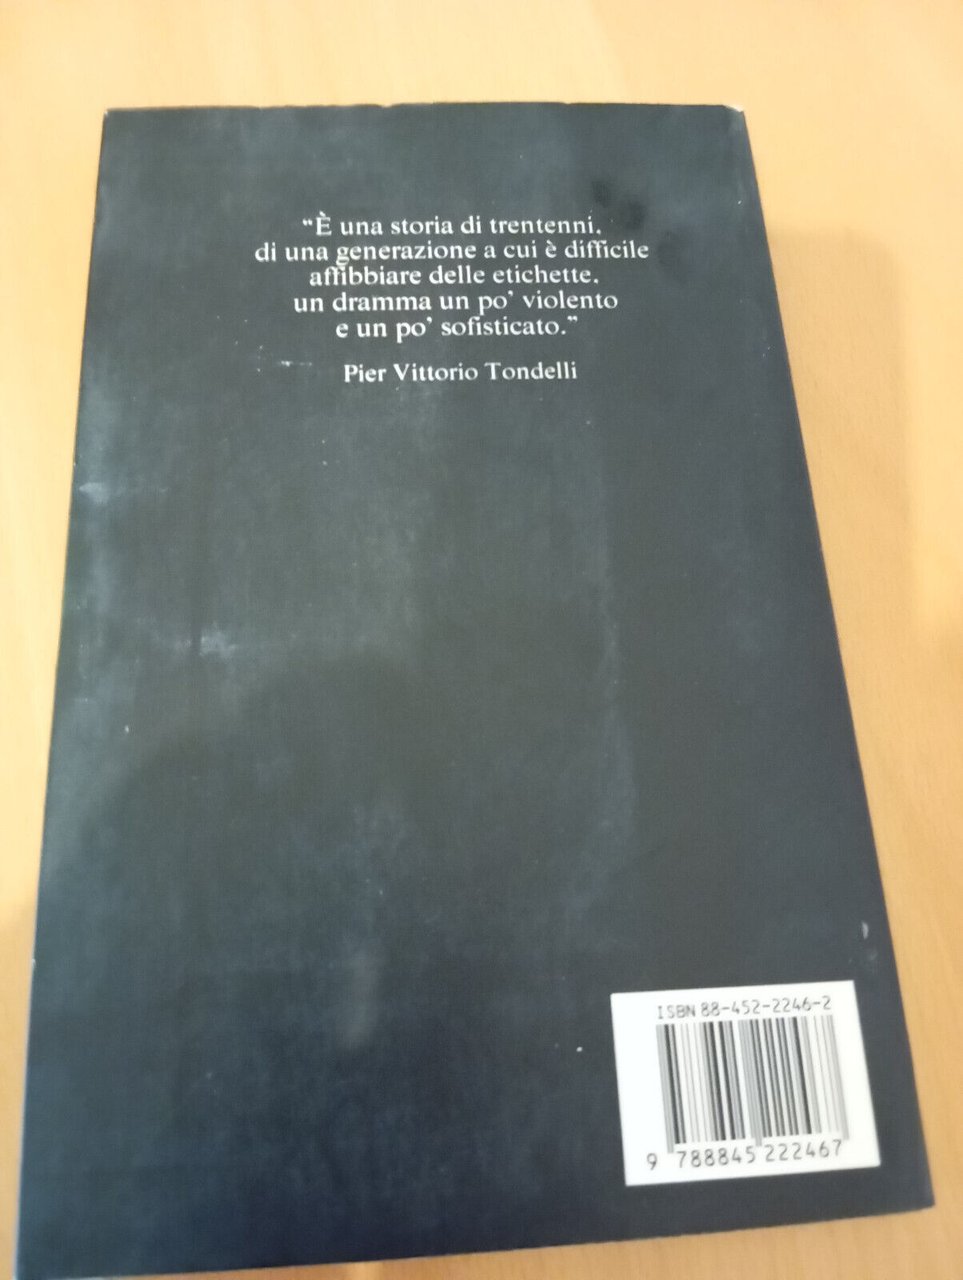 "È una storia di trentenni,
di una generazione a cui è difficile
affibbiare delle etichette,
un dramma un po' violento
e un po' sofisticato."
Pier Vittorio Tondelli
ISBN 88-452-2246-2
9 788845 222467